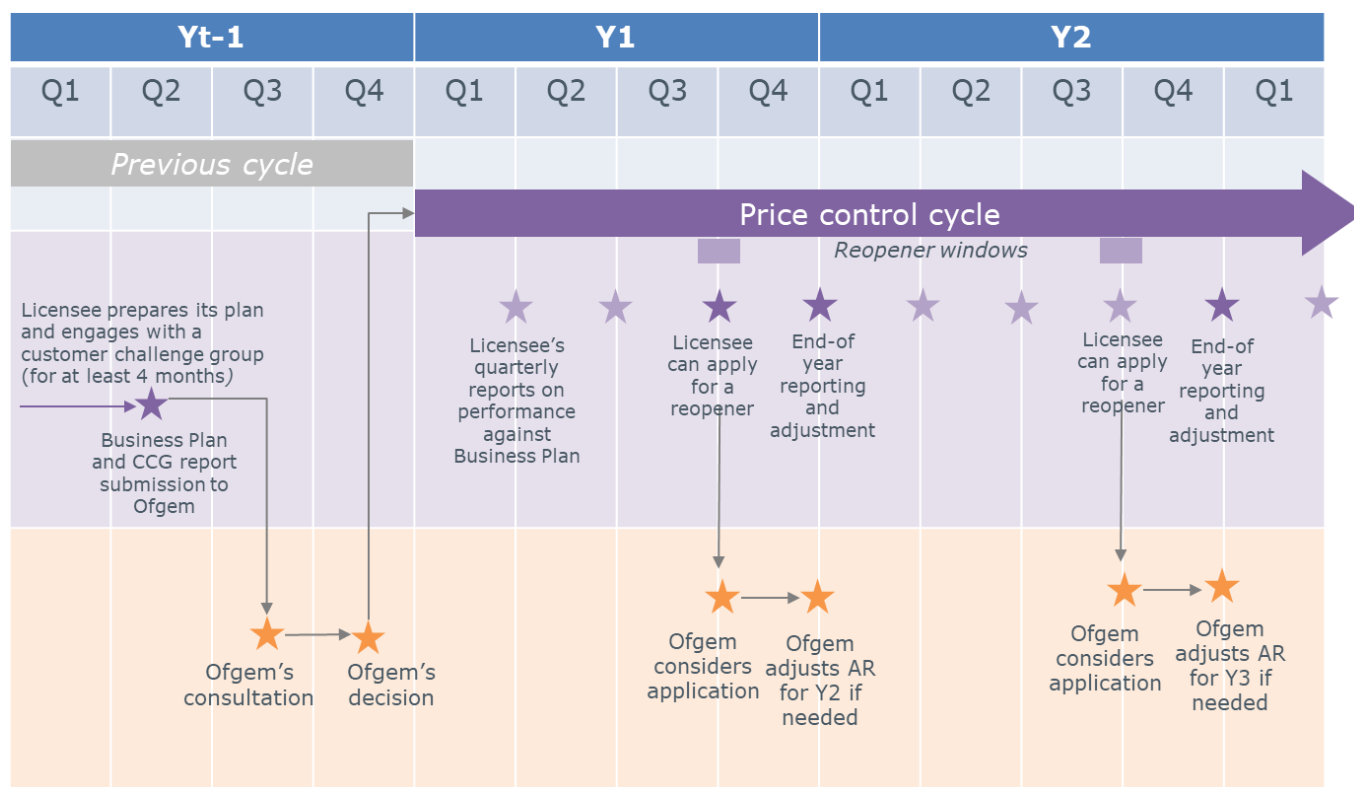 Yt-1
Y1
Y2
Q1
Q2
Q3
Q4
Q1
Q2
Q3
Q4
Q1
Q2
Q3
Q4
Q1
Previous cycle
Price control cycle
Reopener windows
Licensee prepares its plan
and engages with a
customer challenge group
(for at least 4 months)
Business Plan
and CCG report
submission to
Ofgem
Licensee's
quarterly
reports on
performance
against
Business Plan
Licensee
can apply
for a
reopener
End-of
year
reporting
and
adjustment
Licensee
can apply
for a
reopener
End-of
year
reporting
and
adjustment
Ofgem's
consultation
Ofgem's
decision
Ofgem
considers
application
Ofgem
adjusts AR
for Y2 if
needed
Ofgem
considers
application
Ofgem
adjusts AR
for Y3 if
needed